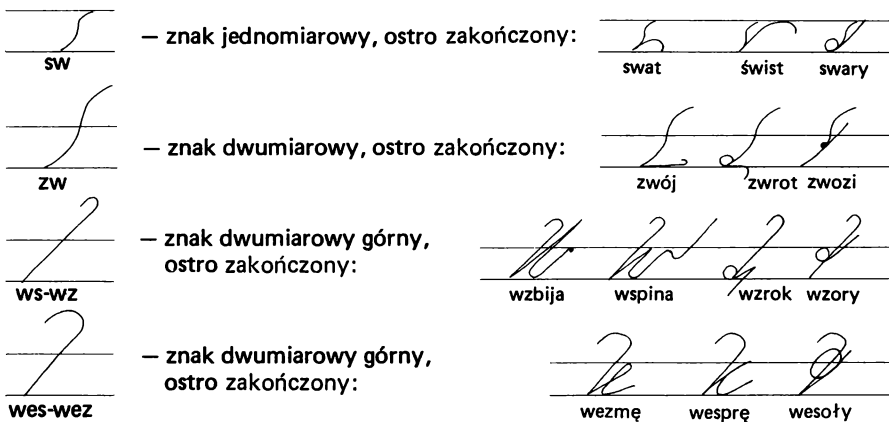 sw — znak jednomiarowy, ostro zakończony: swat świst swary
zw — znak dwumiarowy, ostro zakończony: zwój zwrot zwozi
ws-wz — znak dwumiarowy górny,
ostro zakończony: wzbija wspina wzrok wzory
wes-wez — znak dwumiarowy górny,
ostro zakończony: wezmę wesprę wesoły